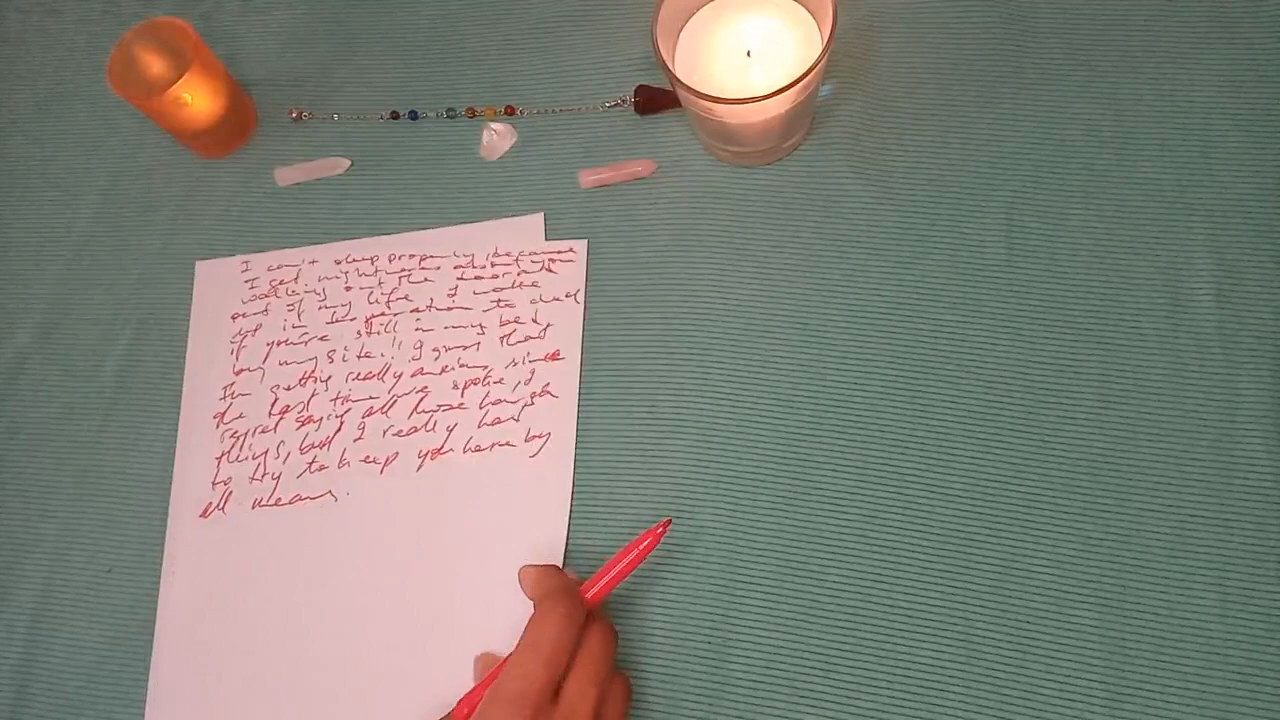 I can't sleep properly, because
I get nightmares about you
walking out the door and
out of my life, I woke
up in desperation to check
if you're still in my bed
by my site!! I guess that
I'm getting really anxious, since
the last time we spoke, I
regret saying all those harsh
things, but I really have
to try to keep you here by
all means.